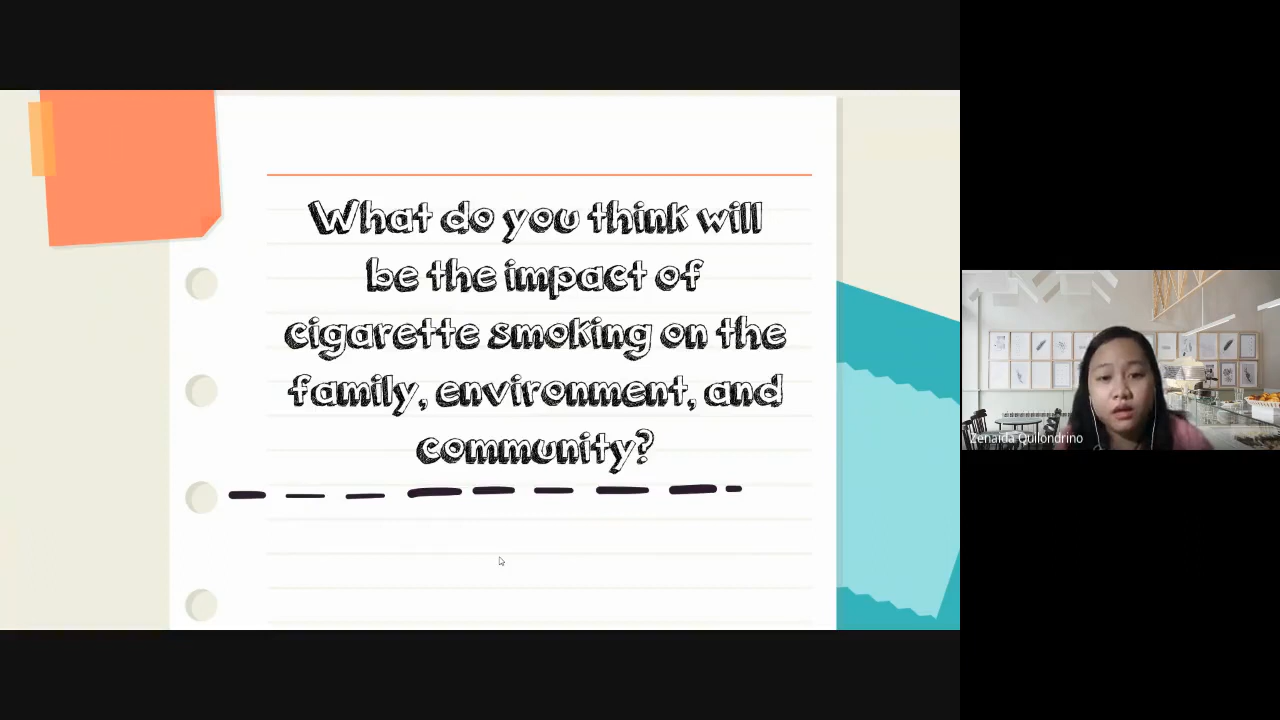 What do you think will
be the impact of
cigarette smoking on the
family, environment, and
community?
Zenaida Quilondrino